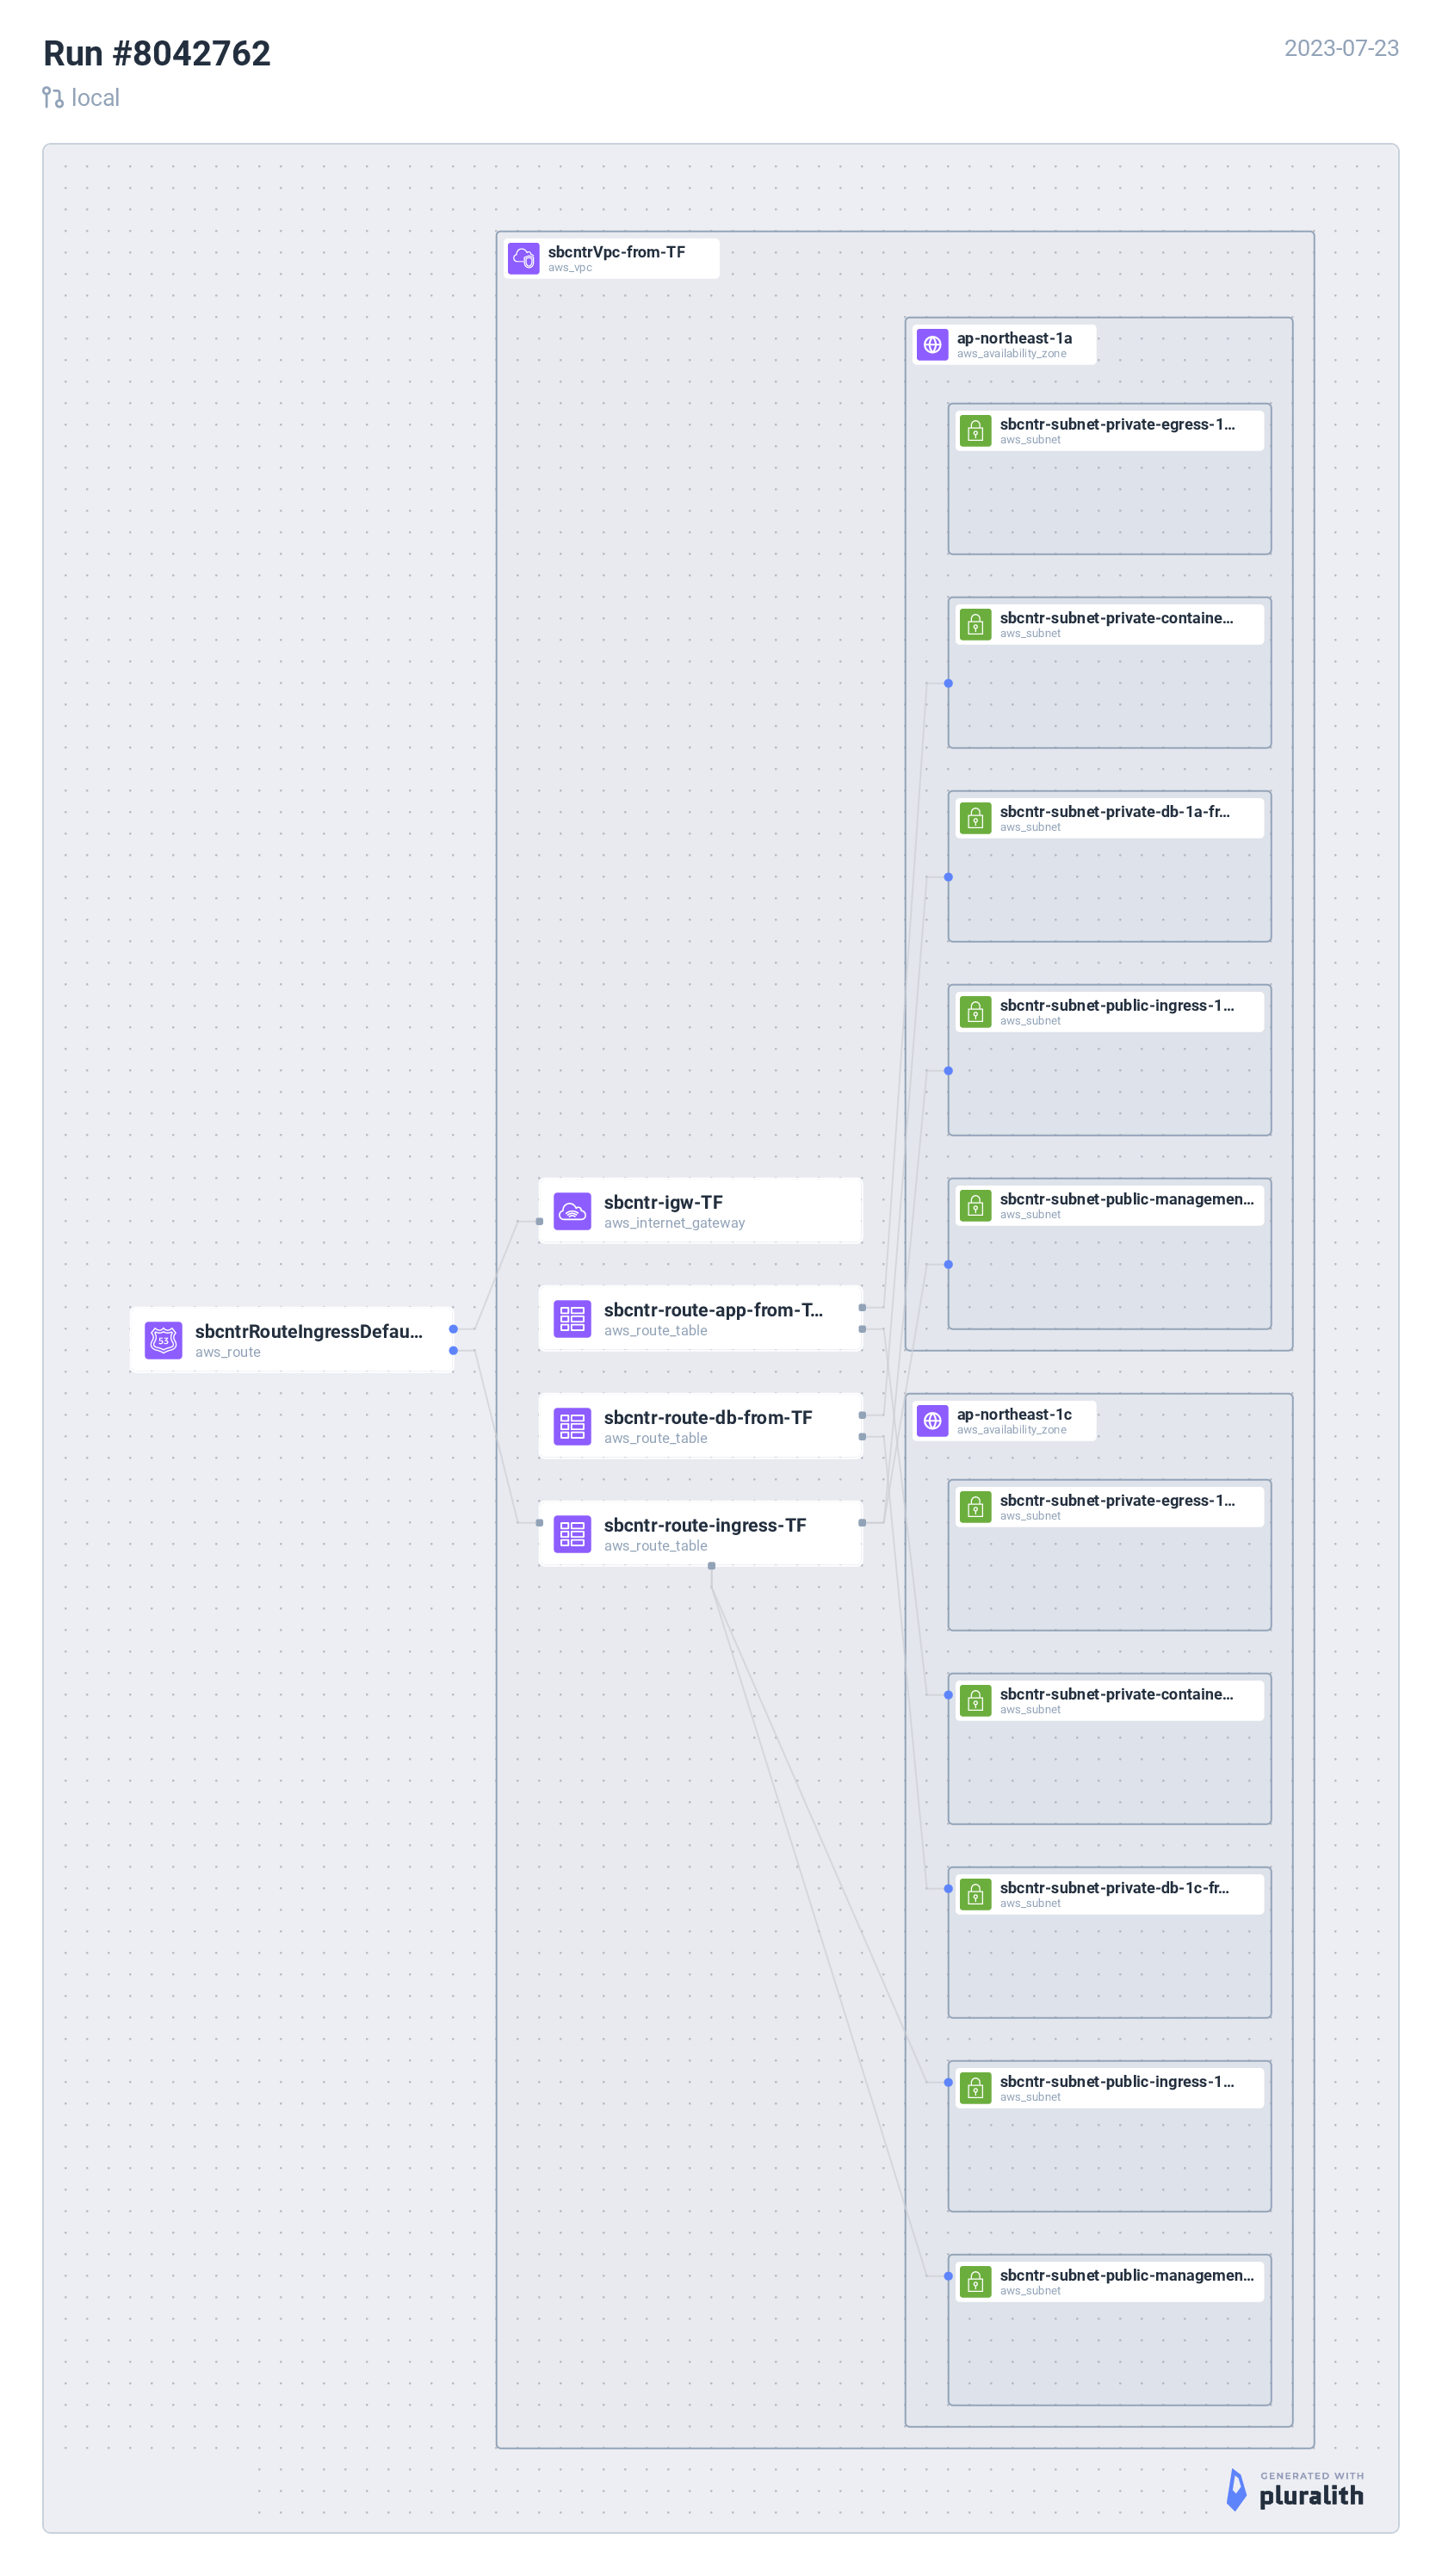 Run #8042762
2023-07-23
local
sbcntrVpc-from-TF
aws_vpc
ap-northeast-1a
aws_availability_zone
sbcntr-subnet-private-egress-1...
aws_subnet
sbcntr-subnet-private-containe...
aws_subnet
sbcntr-subnet-private-db-1a-fr...
aws_subnet
sbcntr-subnet-public-ingress-1...
aws_subnet
sbcntr-subnet-public-managemen...
aws_subnet
sbcntr-igw-TF
aws_internet_gateway
sbcntr-route-app-from-T...
aws_route_table
53
sbcntrRouteIngressDefau...
aws_route
sbcntr-route-db-from-TF
aws_route_table
sbcntr-route-ingress-TF
aws_route_table
ap-northeast-1c
aws_availability_zone
sbcntr-subnet-private-egress-1...
aws_subnet
sbcntr-subnet-private-containe...
aws_subnet
sbcntr-subnet-private-db-1c-fr...
aws_subnet
sbcntr-subnet-public-ingress-1...
aws_subnet
sbcntr-subnet-public-managemen...
aws_subnet
GENERATED WITH
pluralith